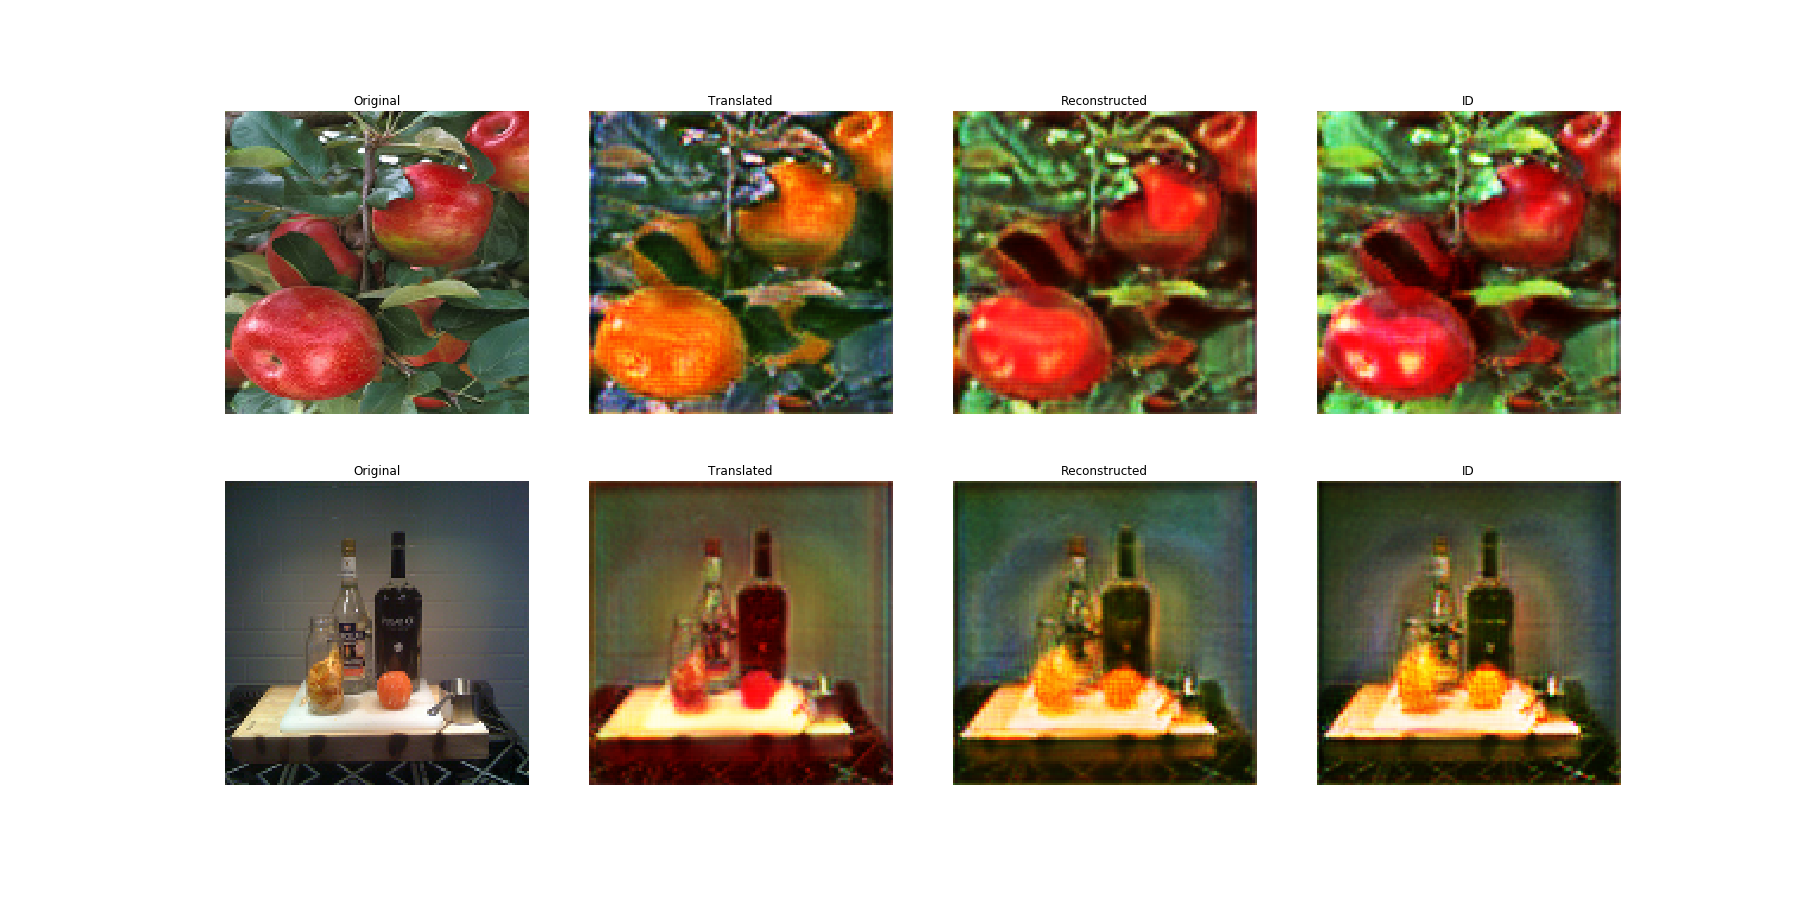 Original
Translated
Reconstructed
ID
Original
Translated
Reconstructed
ID